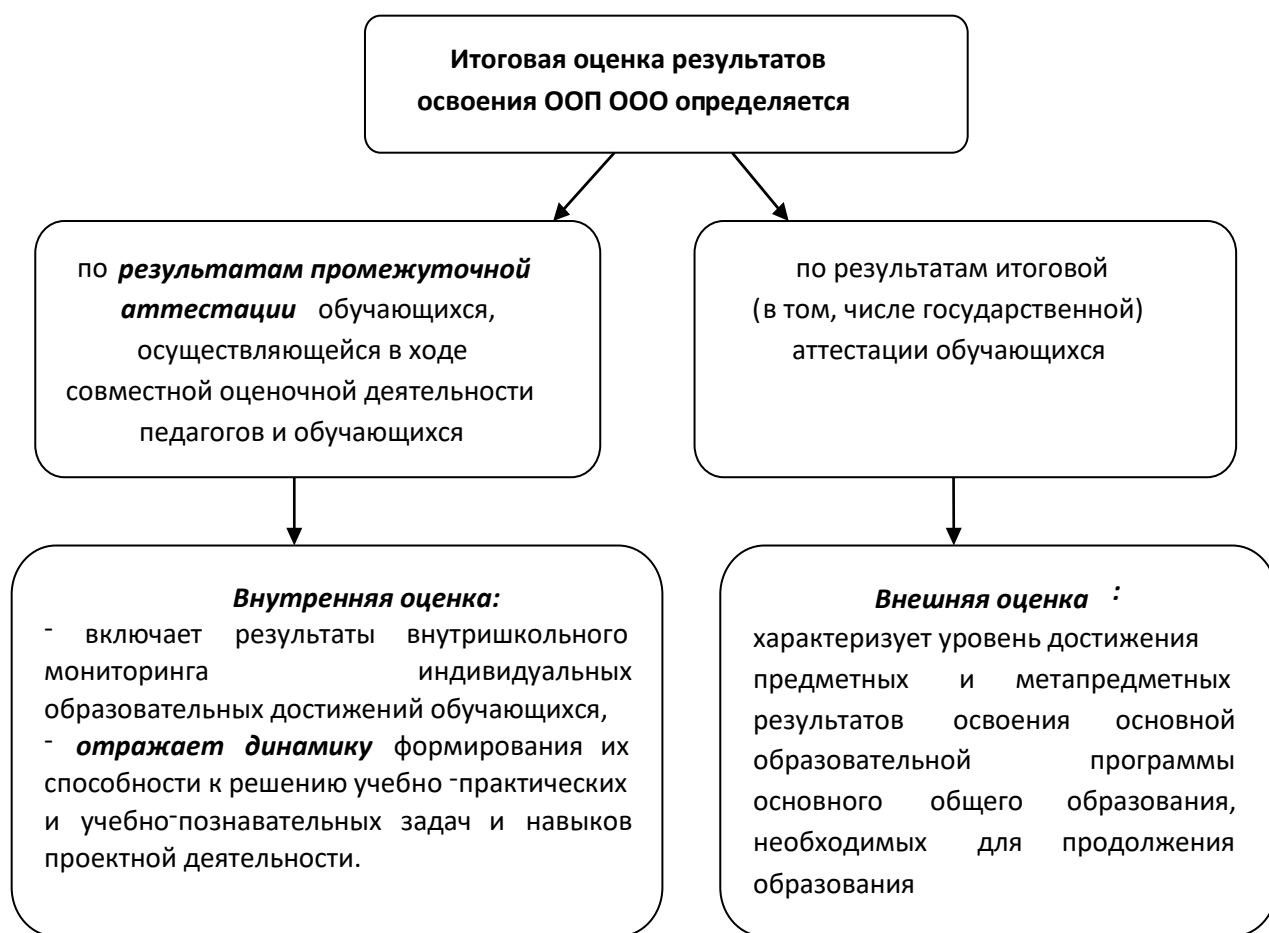 Итоговая оценка результатов
освоения ООП ООО определяется
по результатам промежуточной
аттестации обучающихся,
осуществляющейся в ходе
совместной оценочной деятельности
педагогов и обучающихся
по результатам итоговой
(в том, числе государственной)
аттестации обучающихся
Внутренняя оценка:
- включает результаты внутришкольного
мониторинга индивидуальных
образовательных достижений обучающихся,
- отражает динамику формирования их
способности к решению учебно -практических
и учебно-познавательных задач и навыков
проектной деятельности.
Внешняя оценка :
характеризует уровень достижения
предметных и метапредметных
результатов освоения основной
образовательной программы
основного общего образования,
необходимых для продолжения
образования